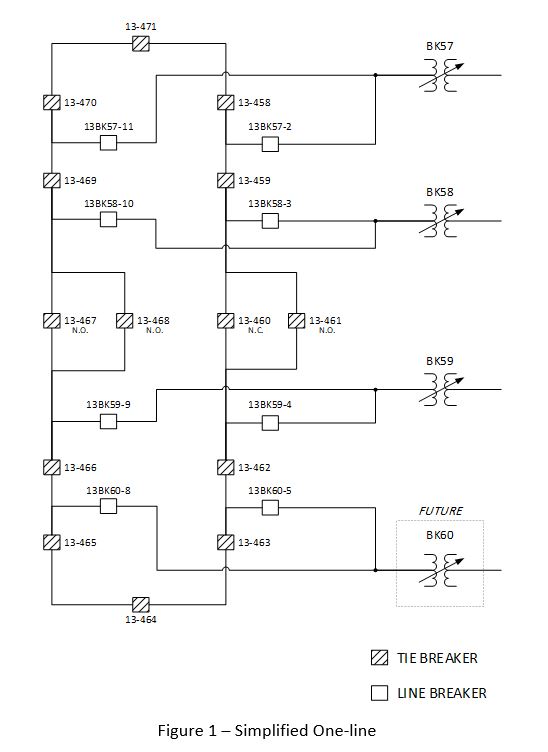 13-471
BK57
13-470
13-458
13BK57-11
13BK57-2
13-469
13-459
BK58
13BK58-10
13BK58-3
13-467
N.O.
13-468
N.O.
13-460
N.C.
13-461
N.O.
BK59
13BK59-9
13BK59-4
13-466
13-462
13BK60-8
13BK60-5
FUTURE
BK60
13-465
13-463
13-464
TIE BREAKER
LINE BREAKER
Figure 1 – Simplified One-line